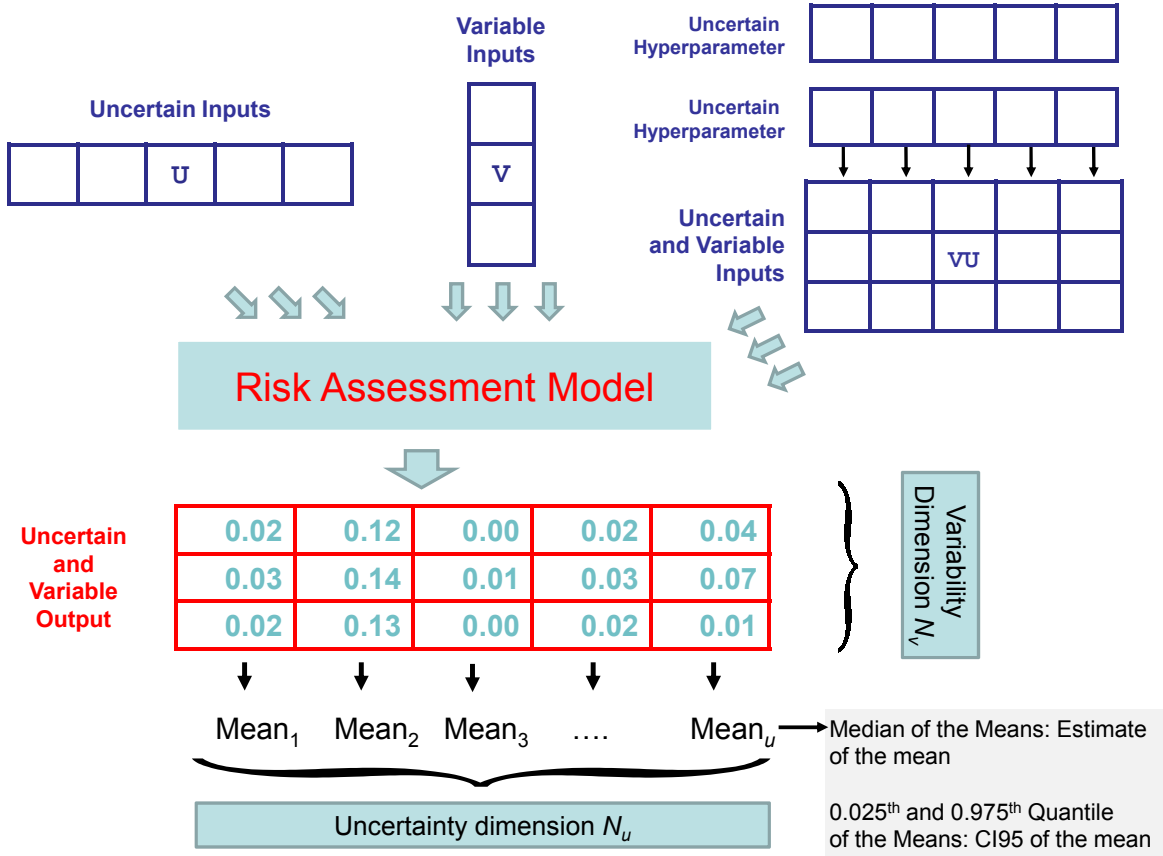 Variable
Inputs
Uncertain
Hyperparameter
Uncertain Inputs
Uncertain
Hyperparameter
U
V
Uncertain
and Variable
Inputs
VU
Risk Assessment Model
Uncertain
and
Variable
Output
0.02 0.12 0.00 0.02 0.04
0.03 0.14 0.01 0.03 0.07
0.02 0.13 0.00 0.02 0.01
Variability
Dimension Nv
Mean1 Mean2 Mean3 .... Meanu
Median of the Means: Estimate
of the mean
0.025th and 0.975th Quantile
of the Means: CI95 of the mean
Uncertainty dimension Nu